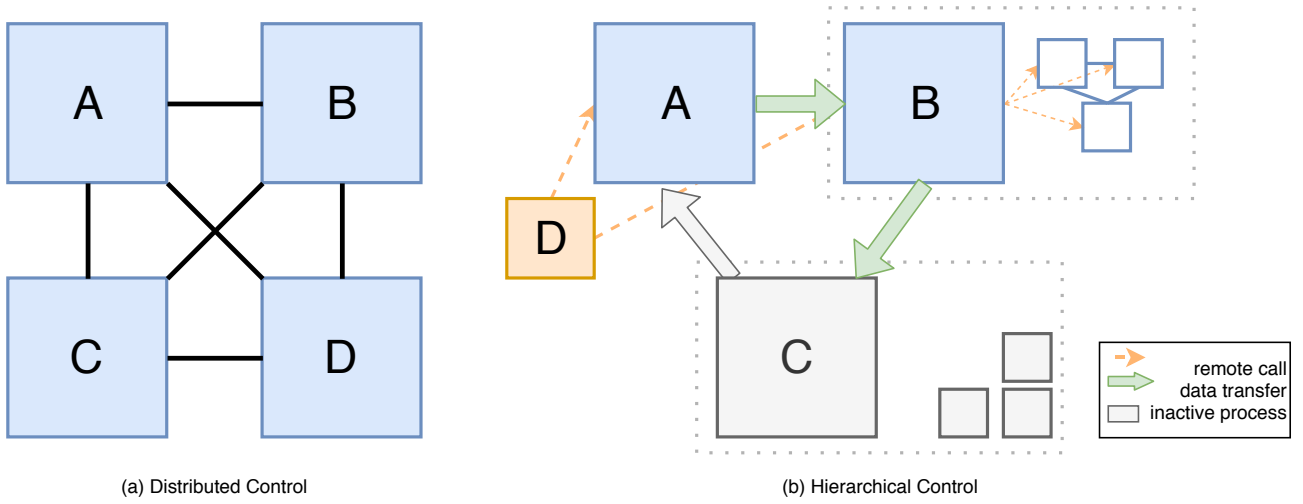 A
B
C
D
(a) Distributed Control
A
B
D
C
remote call
data transfer
inactive process
(b) Hierarchical Control